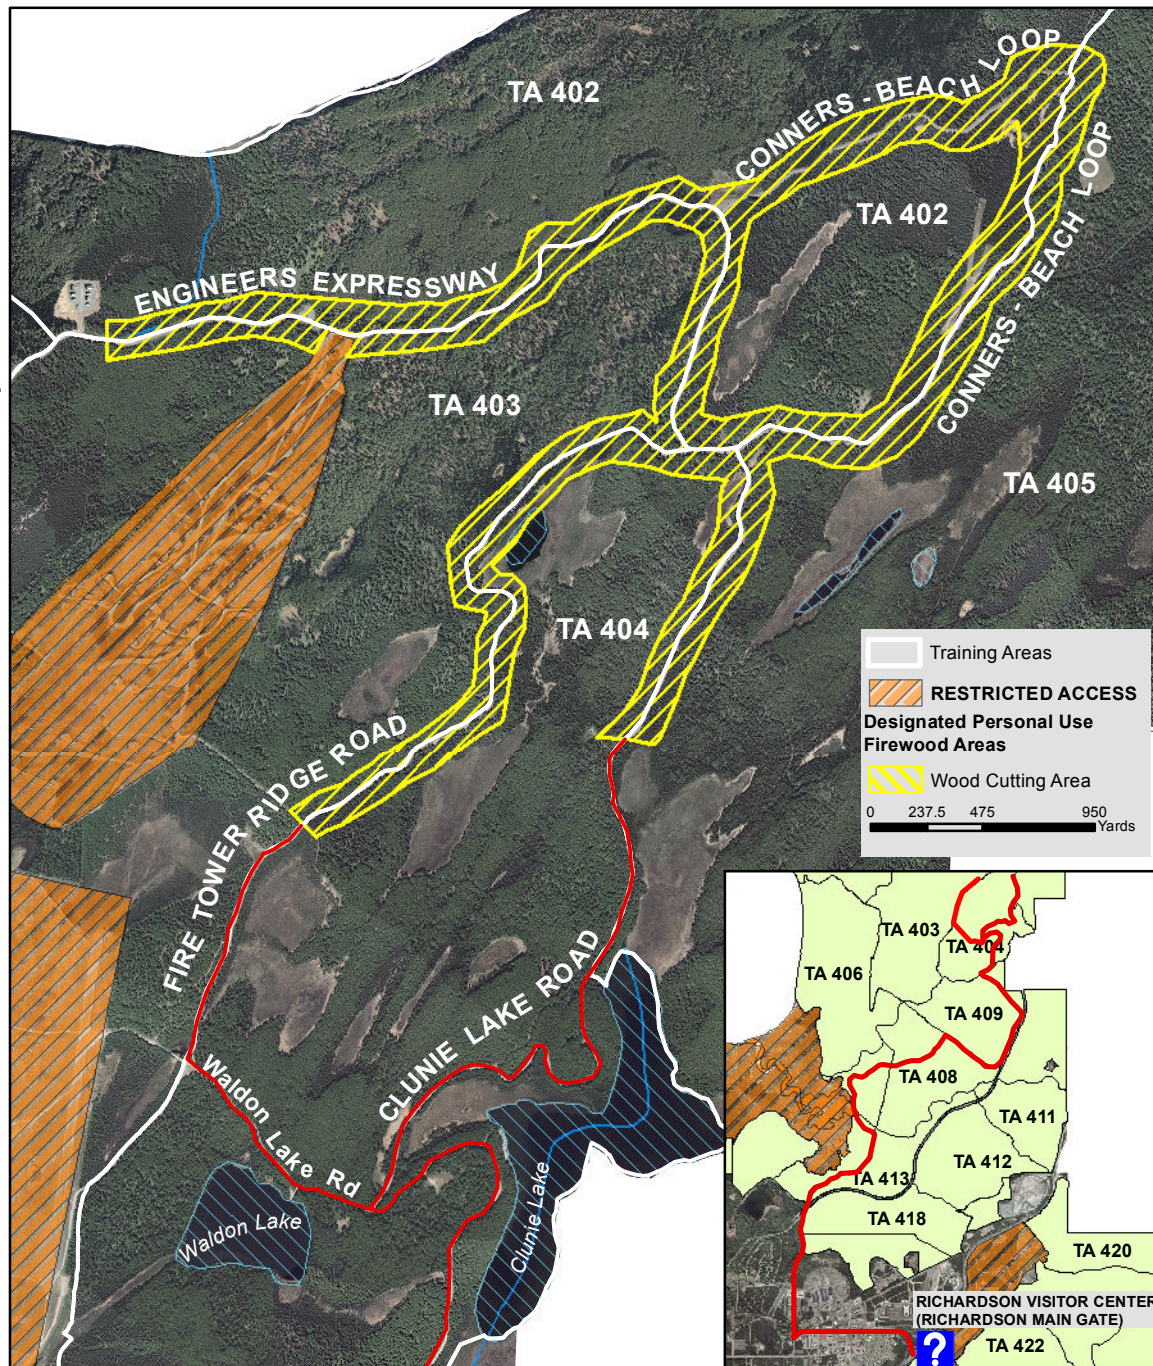 TA 402
CONNERS - BEACH LOOP
TA 402
CONNERS - BEACH LOOP
ENGINEERS EXPRESSWAY
TA 403
TA 405
TA 404
FIRE TOWER RIDGE ROAD
CLUNIE LAKE ROAD
Waldon Lake Rd
Waldon Lake
Clunie Lake
Training Areas
RESTRICTED ACCESS
Designated Personal Use
Firewood Areas
Wood Cutting Area
0 237.5 475 950
Yards
TA 403
TA 404
TA 406
TA 409
TA 408
TA 411
TA 412
TA 413
TA 418
TA 420
RICHARDSON VISITOR CENTER
(RICHARDSON MAIN GATE)
?
TA 422